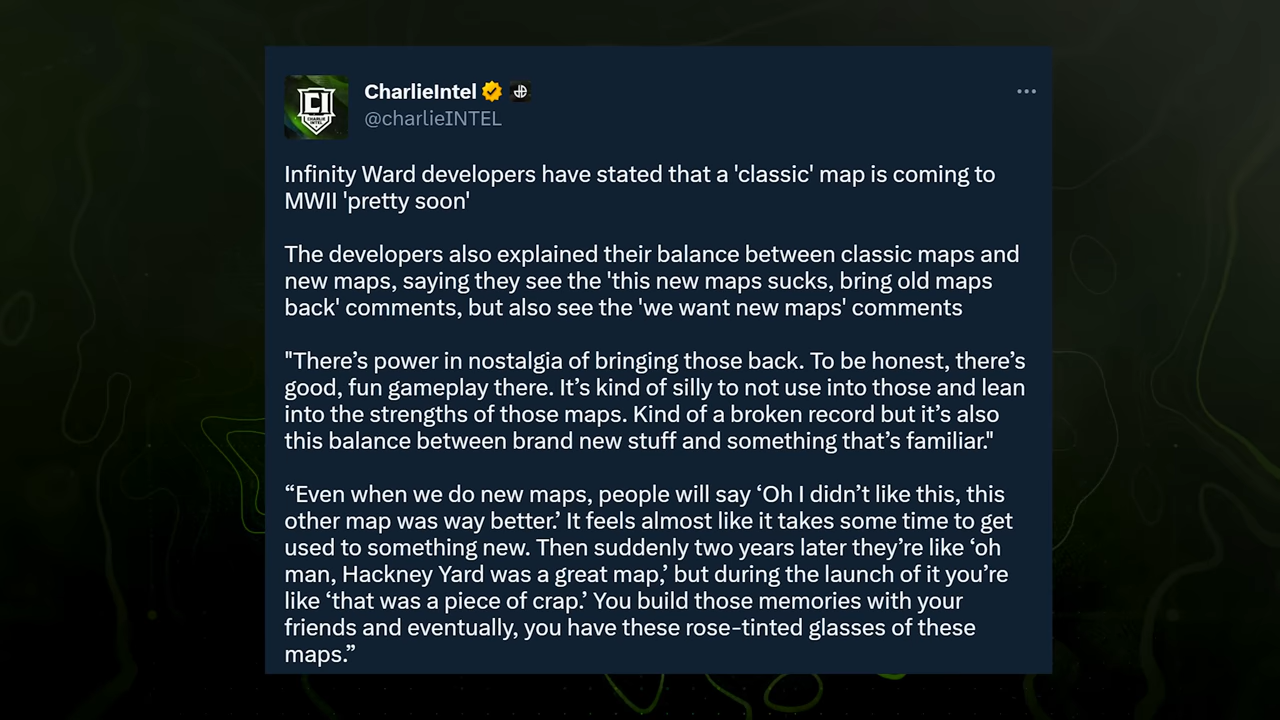 CharlieIntel
@charlieINTEL
CI
CHARLIE
INTEL
Infinity Ward developers have stated that a 'classic' map is coming to
MWII 'pretty soon'
The developers also explained their balance between classic maps and
new maps, saying they see the 'this new maps sucks, bring old maps
back' comments, but also see the 'we want new maps' comments
"There’s power in nostalgia of bringing those back. To be honest, there’s
good, fun gameplay there. It’s kind of silly to not use into those and lean
into the strengths of those maps. Kind of a broken record but it’s also
this balance between brand new stuff and something that’s familiar."
“Even when we do new maps, people will say ‘Oh I didn’t like this, this
other map was way better.’ It feels almost like it takes some time to get
used to something new. Then suddenly two years later they’re like ‘oh
man, Hackney Yard was a great map,’ but during the launch of it you’re
like ‘that was a piece of crap.’ You build those memories with your
friends and eventually, you have these rose-tinted glasses of these
maps.”